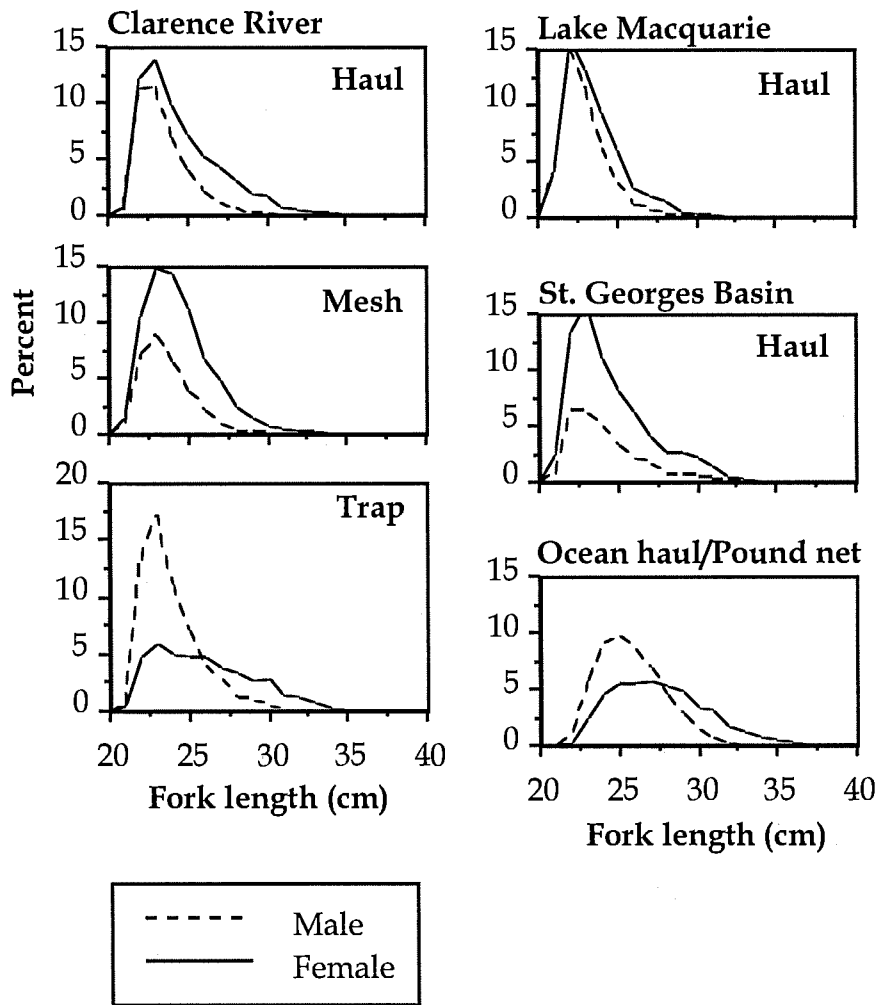 Clarence River
15
10
5
0
Haul
15
10
5
0
Mesh
20
15
10
5
0
Trap
20 25 30 35 40
Fork length (cm)
Percent
Lake Macquarie
15
10
5
0
Haul
St. Georges Basin
15
10
5
0
Haul
Ocean haul/Pound net
15
10
5
0
20 25 30 35 40
Fork length (cm)
Male
Female